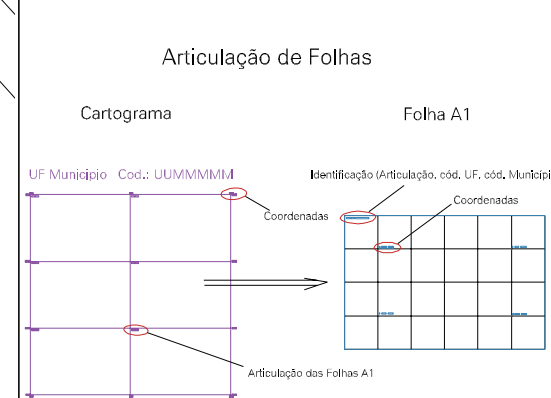 Articulação de Folhas
Cartograma
Folha A1
UF Municipio Cod.: UUMMMMM
Identificação (Articulação, cód. UF, cód. Municípi
Coordenadas
Coordenadas
Articulação das Folhas A1